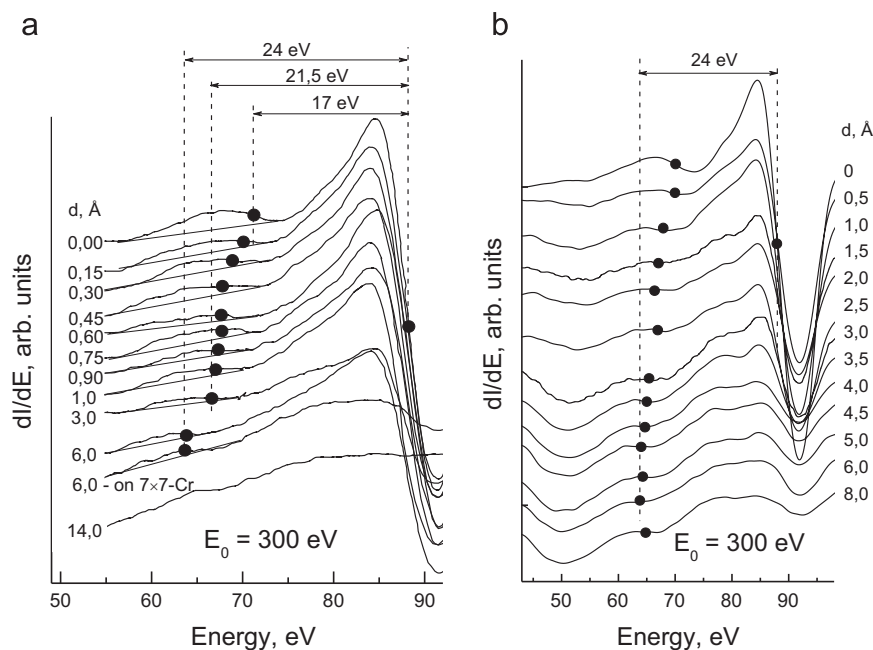 a
24 eV
21,5 eV
17 eV
dI/dE, arb. units
d, Å
0,00
0,15
0,30
0,45
0,60
0,75
0,90
1,0
3,0
6,0
6,0 - on 7×7-Cr
14,0
E0 = 300 eV
50 60 70 80 90
Energy, eV
b
24 eV
dI/dE, arb. units
d, Å
0
0,5
1,0
1,5
2,0
2,5
3,0
3,5
4,0
4,5
5,0
6,0
8,0
E0 = 300 eV
50 60 70 80 90
Energy, eV